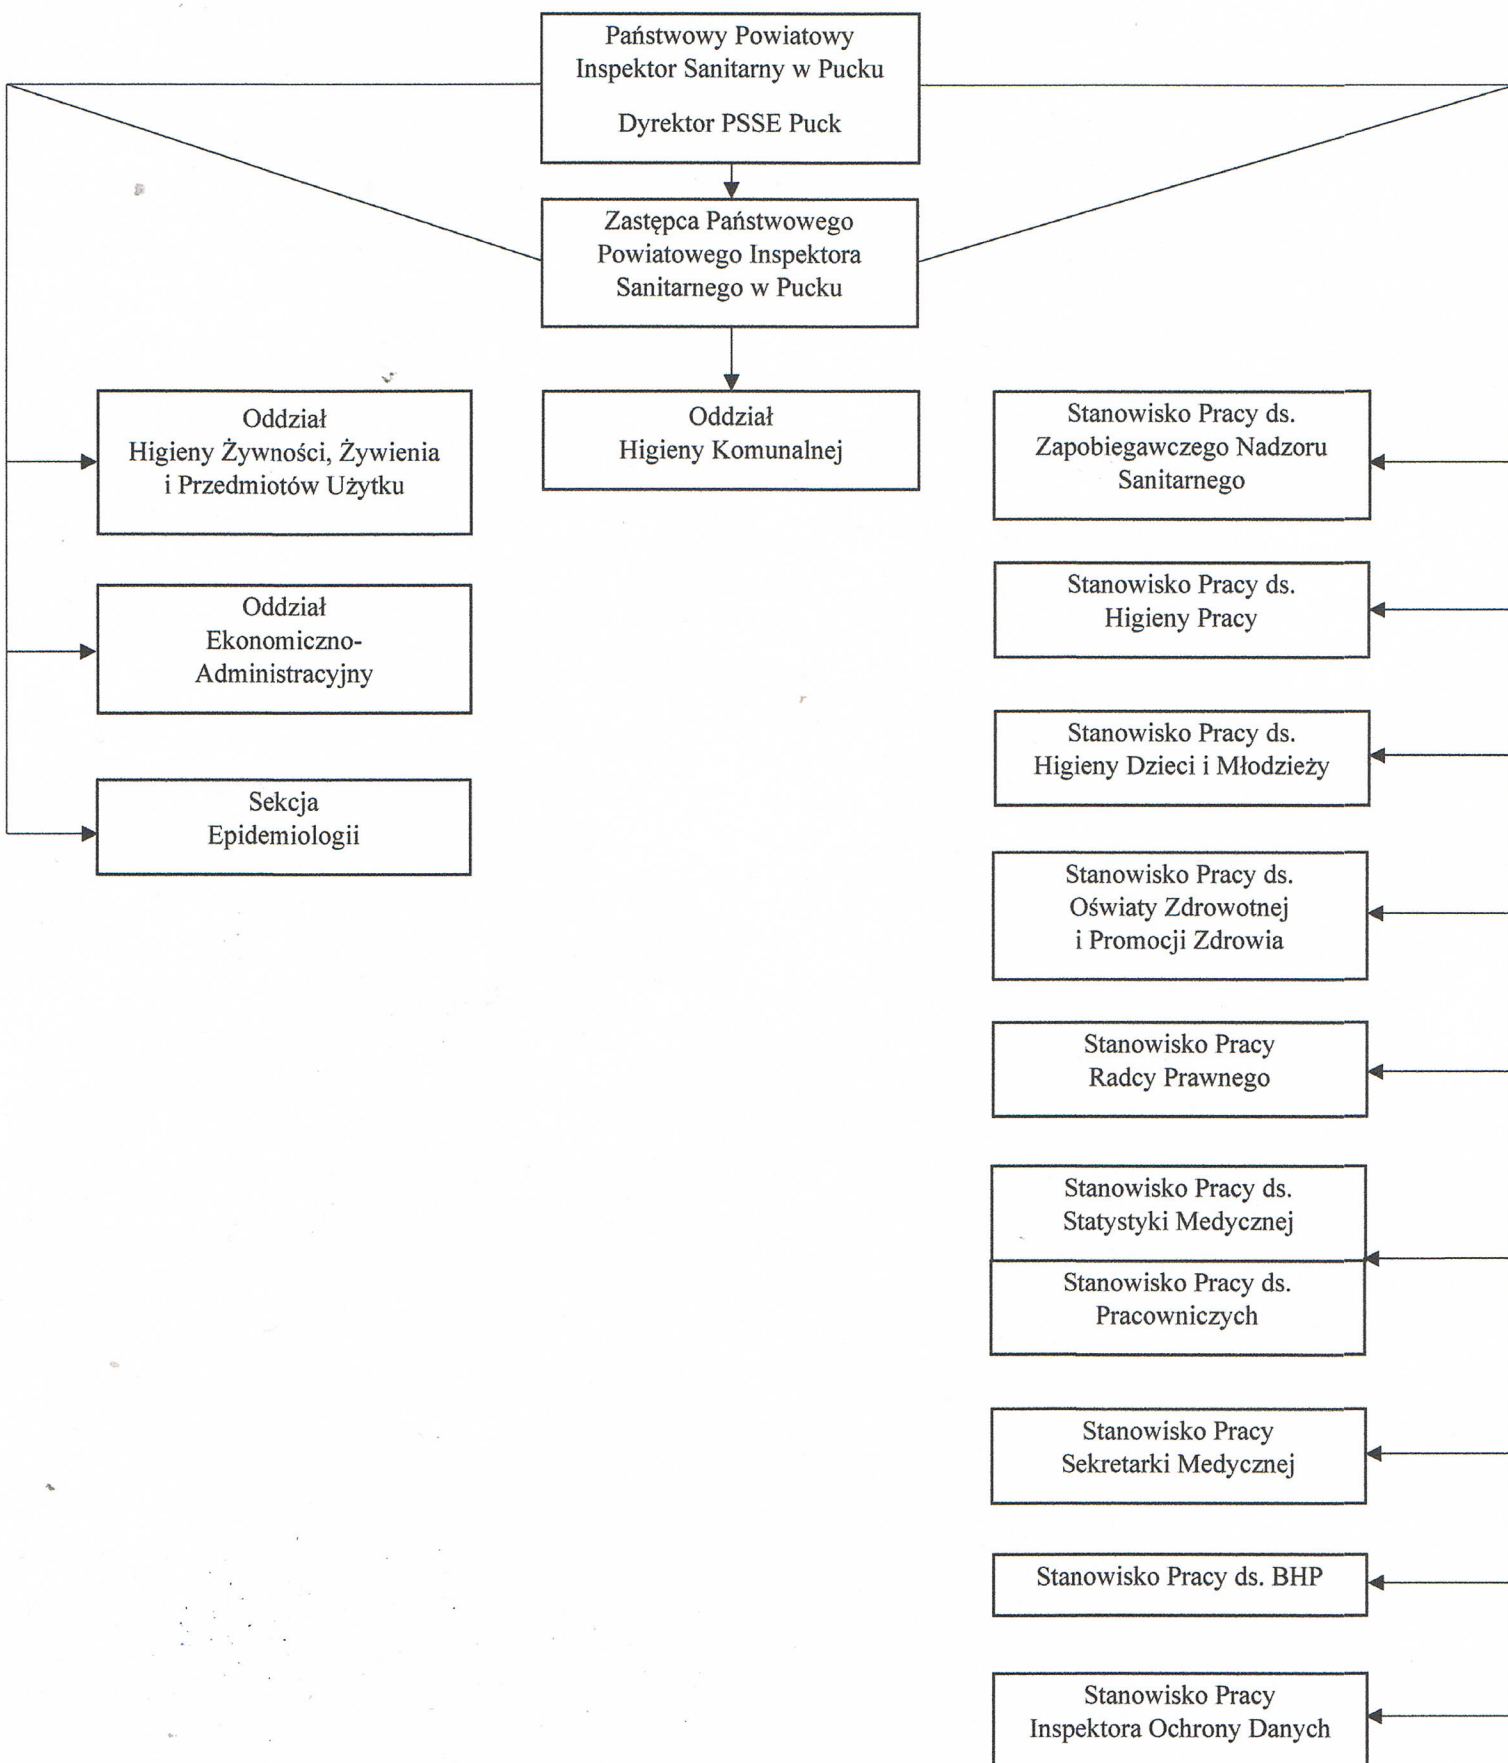 Państwowy Powiatowy
Inspektor Sanitarny w Pucku
Dyrektor PSSE Puck
Zastępca Państwowego
Powiatowego Inspektora
Sanitarnego w Pucku
Oddział
Higieny Żywności, Żywienia
i Przedmiotów Użytku
Oddział
Ekonomiczno-
Administracyjny
Sekcja
Epidemiologii
Oddział
Higieny Komunalnej
Stanowisko Pracy ds.
Zapobiegawczego Nadzoru
Sanitarnego
Stanowisko Pracy ds.
Higieny Pracy
Stanowisko Pracy ds.
Higieny Dzieci i Młodzieży
Stanowisko Pracy ds.
Oświaty Zdrowotnej
i Promocji Zdrowia
Stanowisko Pracy
Radcy Prawnego
Stanowisko Pracy ds.
Statystyki Medycznej
Stanowisko Pracy ds.
Pracowniczych
Stanowisko Pracy
Sekretarki Medycznej
Stanowisko Pracy ds. BHP
Stanowisko Pracy
Inspektora Ochrony Danych